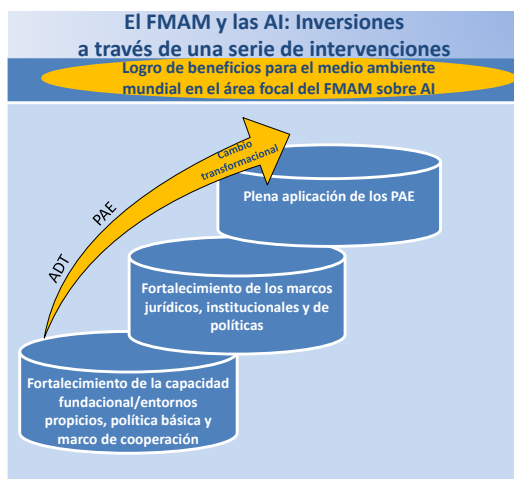 El FMAM y las AI: Inversiones
a través de una serie de intervenciones
Logro de beneficios para el medio ambiente
mundial en el área focal del FMAM sobre AI
Cambio
transformacional
PAE
ADT
Plena aplicación de los PAE
Fortalecimiento de los marcos
jurídicos, institucionales y de
políticas
Fortalecimiento de la capacidad
fundacional/entornos
propicios, política básica y
marco de cooperación